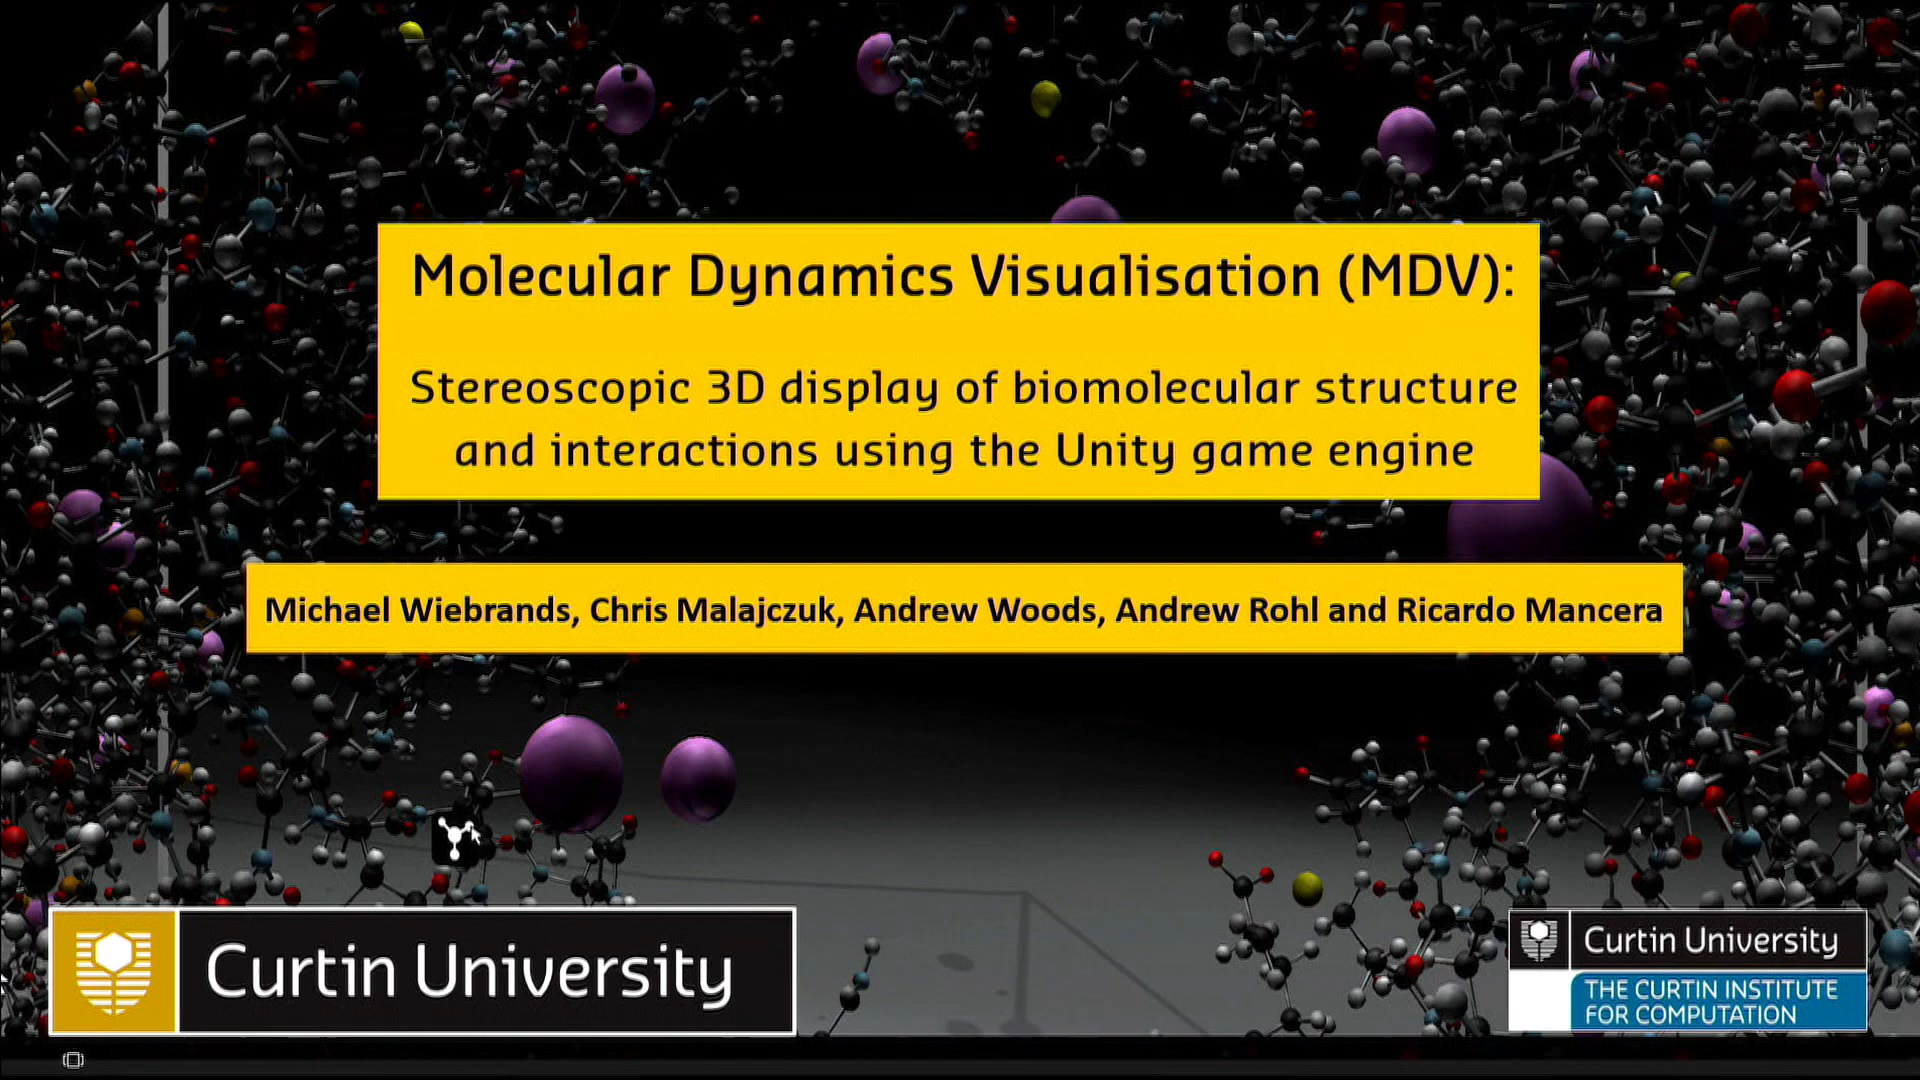 Molecular Dynamics Visualisation (MDV):
Stereoscopic 3D display of biomolecular structure
and interactions using the Unity game engine
Michael Wiebrands, Chris Malajczuk, Andrew Woods, Andrew Rohl and Ricardo Mancera
Curtin University
Curtin University
THE CURTIN INSTITUTE
FOR COMPUTATION